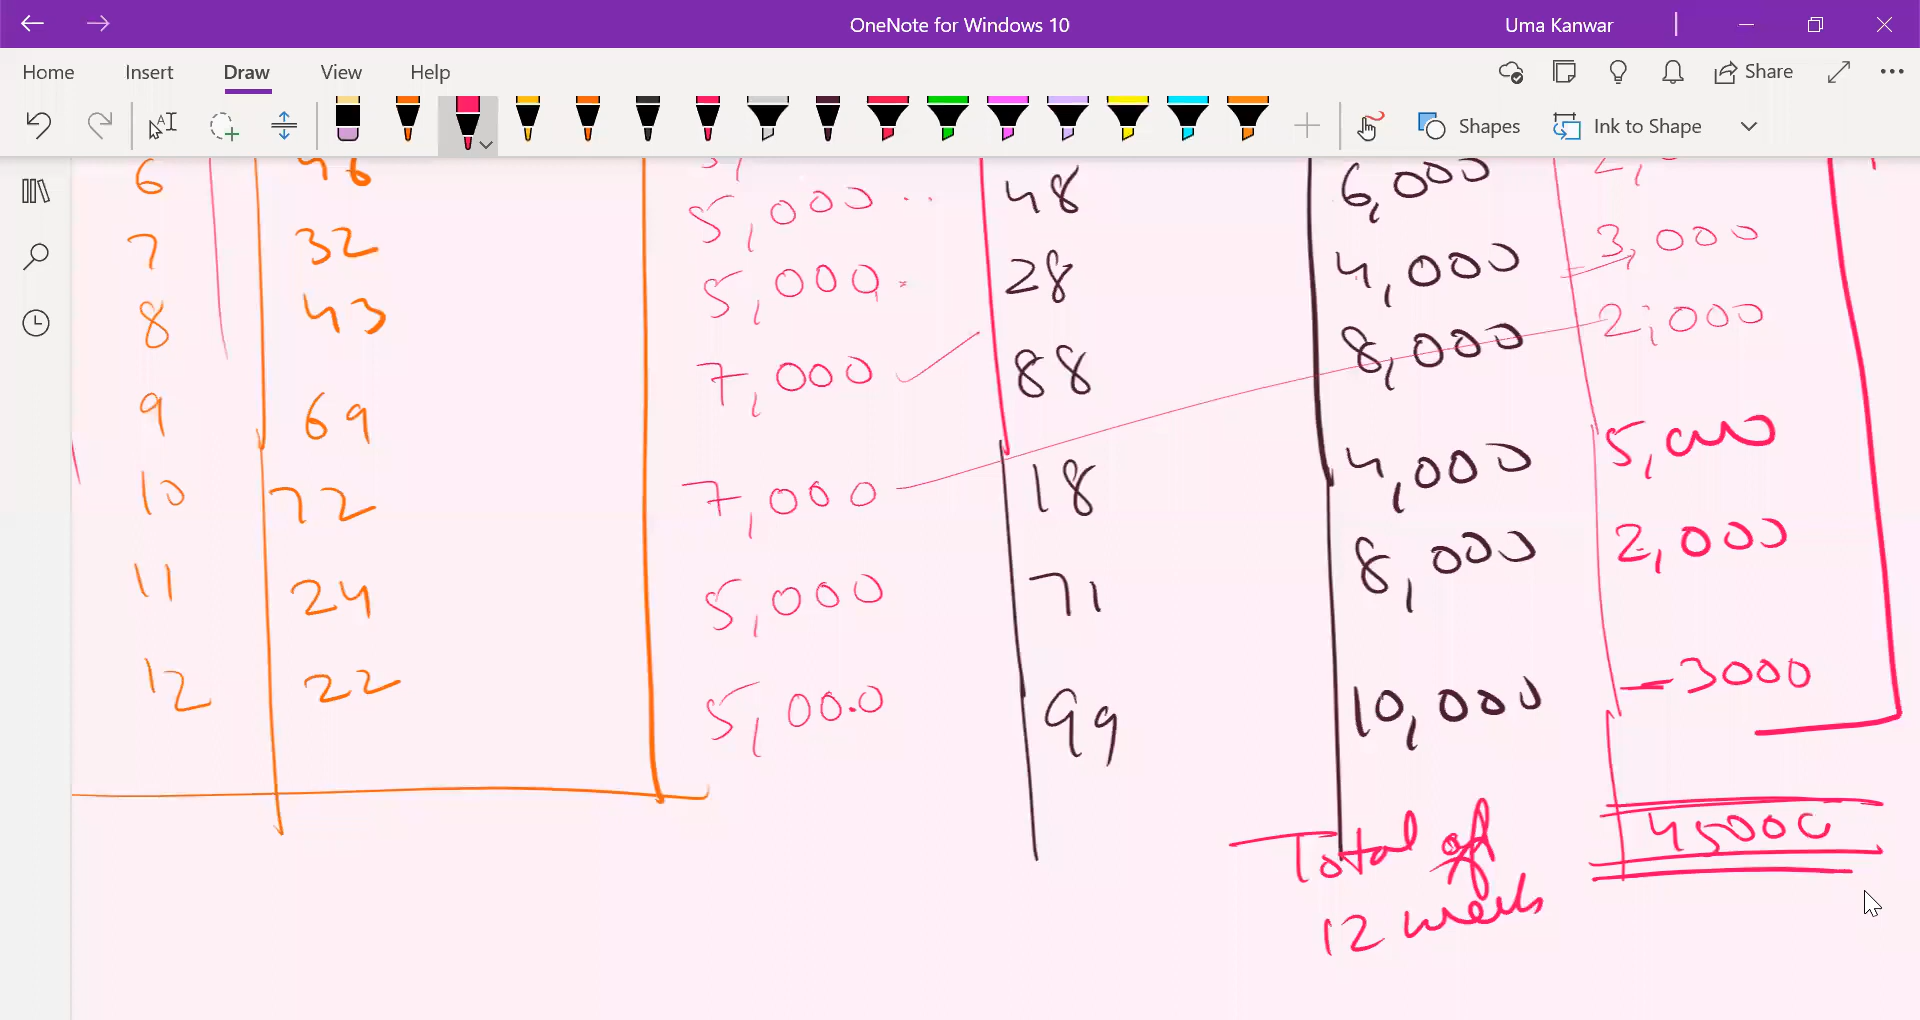 OneNote for Windows 10
Uma Kanwar
Home Insert Draw View Help
Share
Shapes
Ink to Shape
6 46 5,000 .. 48 6,000 3,000
7 32 5,000 . 28 4,000 2,000
8 43 7,000 88 8,000 5,000
9 69 7,000 18 4,000 2,000
10 72 5,000 71 8,000 -3000
11 24 5,00.0 99 10,000
12 22
45000
Total of
12 weeks